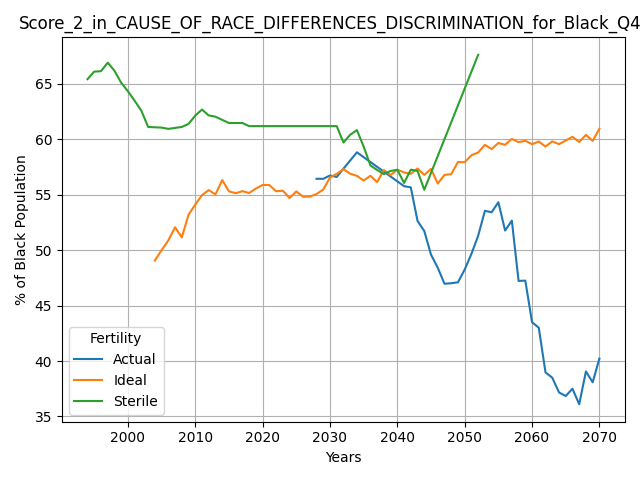 Score_2_in_CAUSE_OF_RACE_DIFFERENCES_DISCRIMINATION_for_Black_Q4
% of Black Population
65
60
55
50
45
40
35
Fertility
Actual
Ideal
Sterile
2000 2010 2020 2030 2040 2050 2060 2070
Years